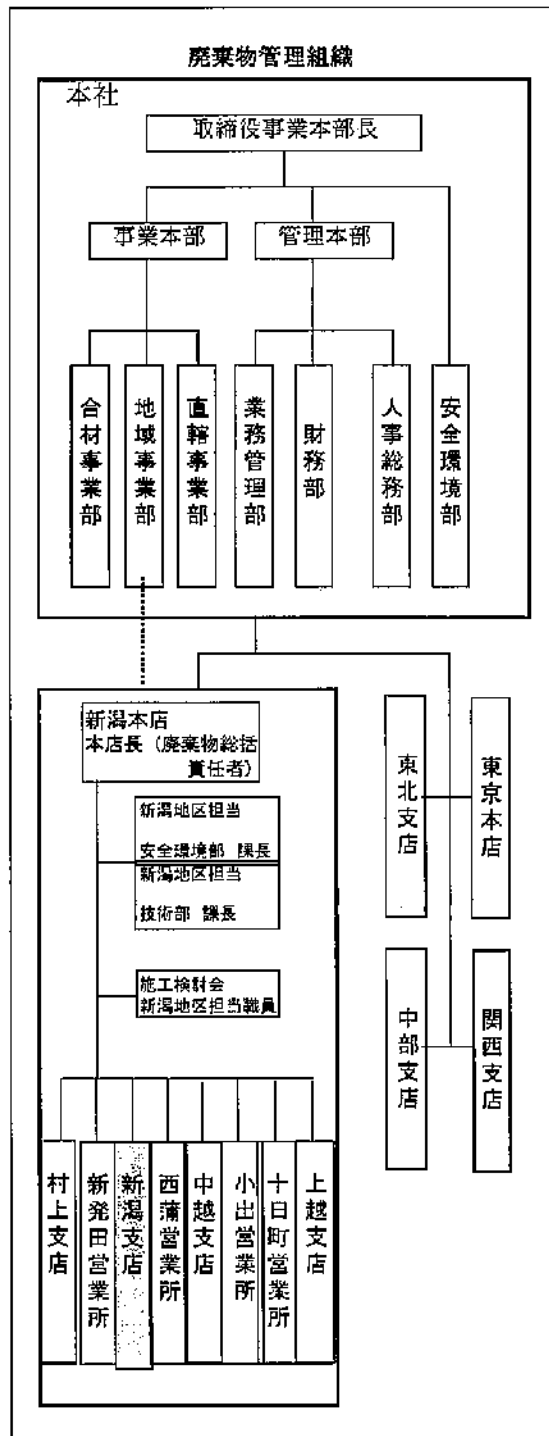 廃棄物管理組織
本社
取締役事業本部長
事業本部
管理本部
合材事業部
地域事業部
直轄事業部
業務管理部
財務部
人事総務部
安全環境部
新潟本店
本店長（廃棄物総括
責任者）
新潟地区担当
安全環境部 課長
新潟地区担当
技術部 課長
施工検討会
新潟地区担当職員
東北支店
東京本店
中部支店
関西支店
村上支店
新発田営業所
新潟支店
西蒲営業所
中越支店
小出営業所
十日町営業所
上越支店